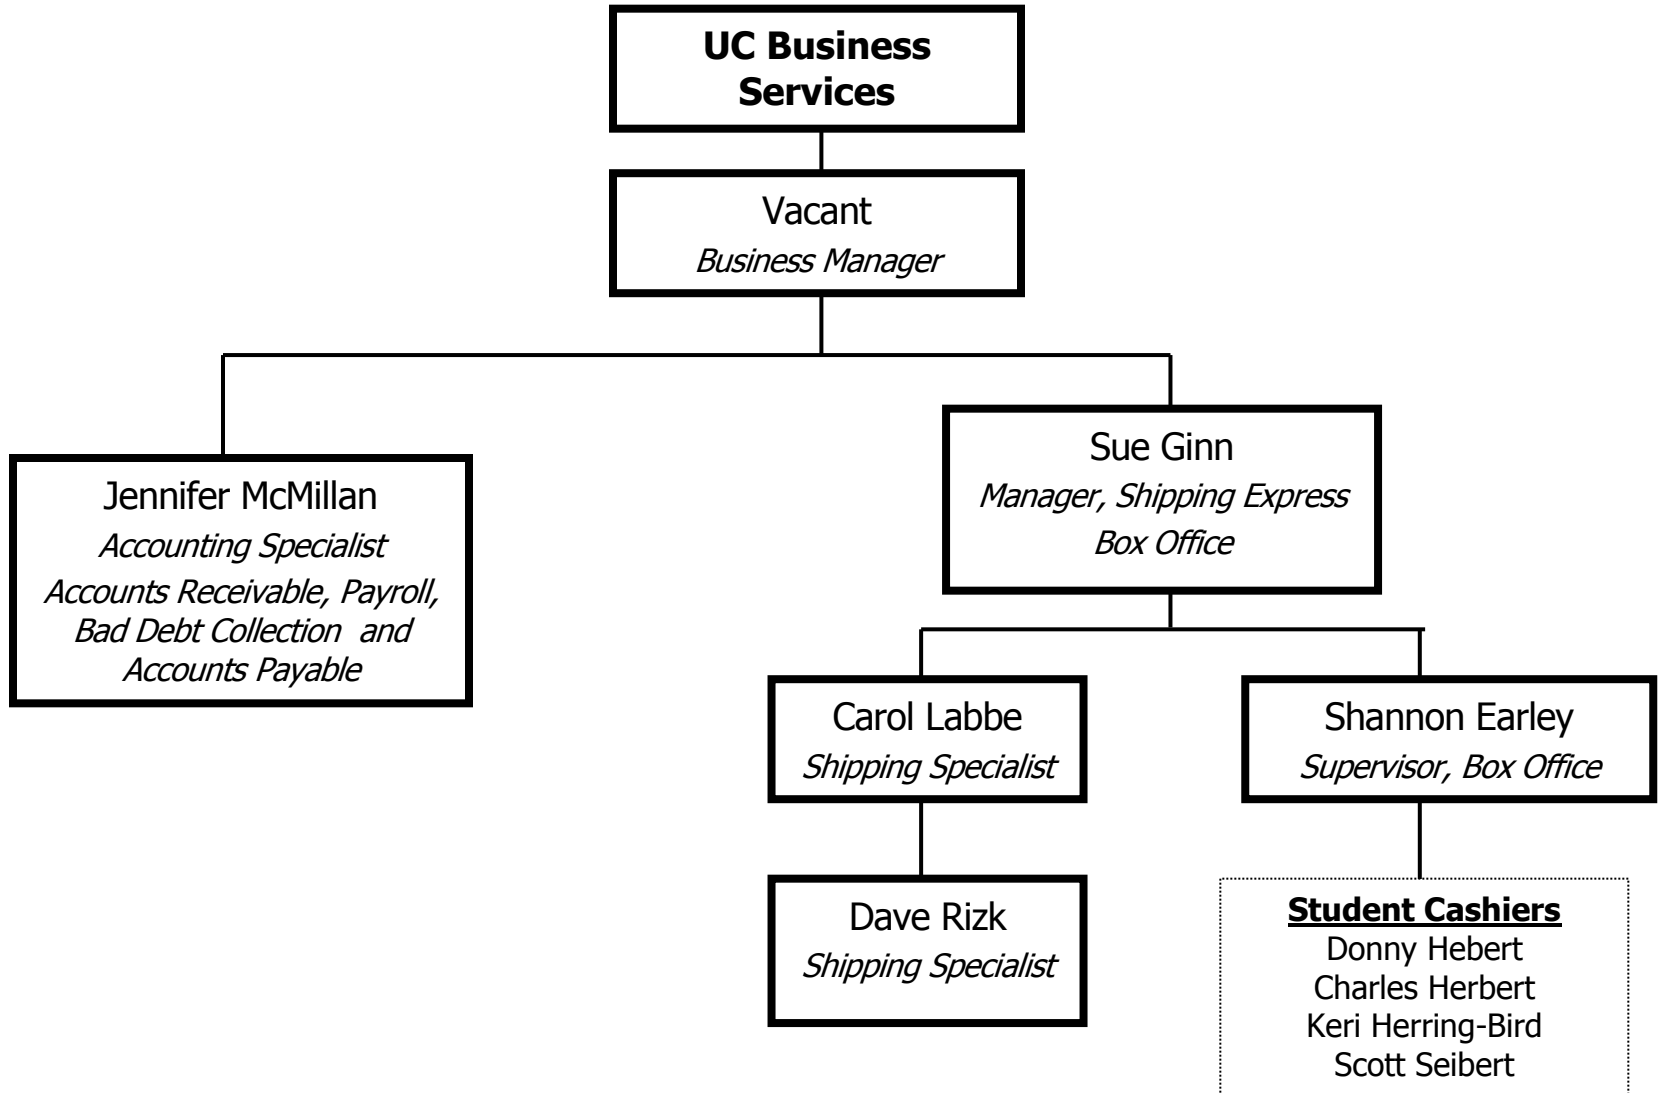 UC Business
Services
Vacant
Business Manager
Jennifer McMillan
Accounting Specialist
Accounts Receivable, Payroll,
Bad Debt Collection and
Accounts Payable
Sue Ginn
Manager, Shipping Express
Box Office
Carol Labbe
Shipping Specialist
Shannon Earley
Supervisor, Box Office
Dave Rizk
Shipping Specialist
Student Cashiers
Donny Hebert
Charles Herbert
Keri Herring-Bird
Scott Seibert